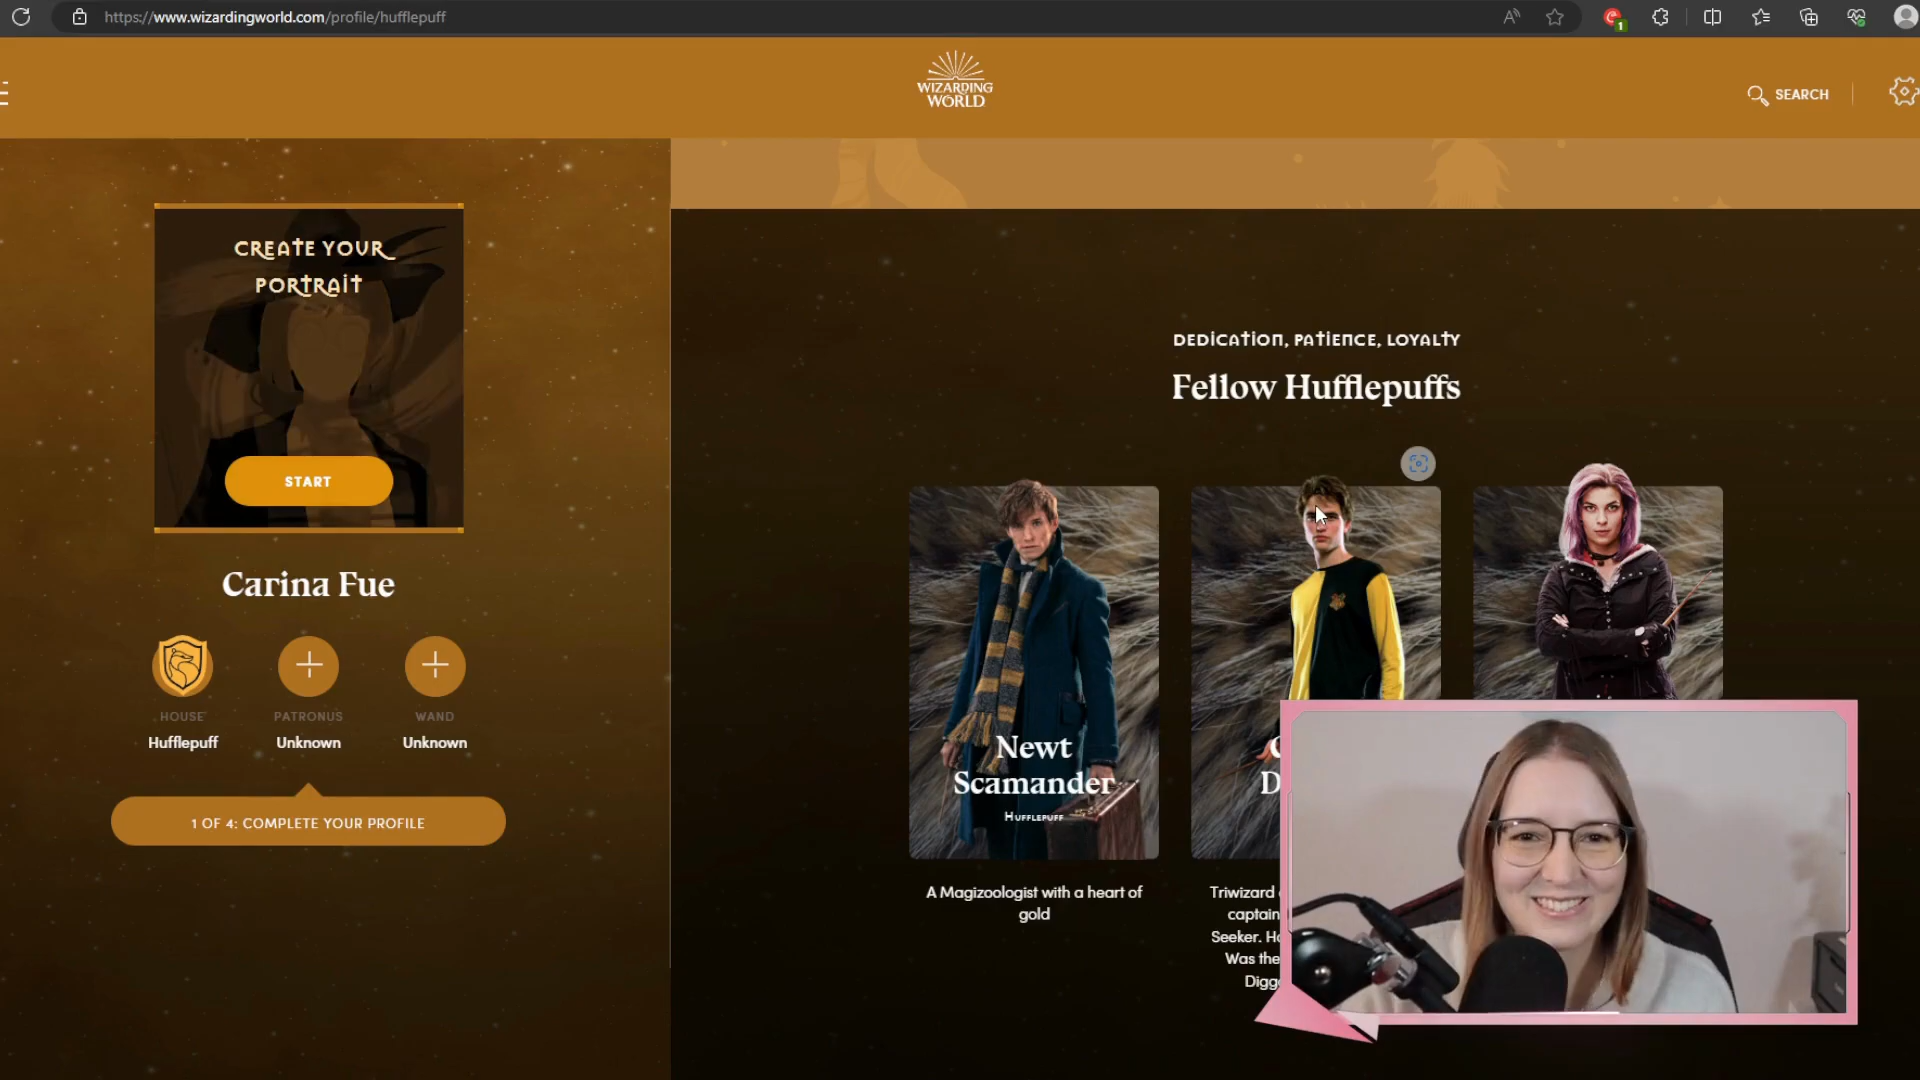 https://www.wizardingworld.com/profile/hufflepuff
1
WIZARDING
WORLD
SEARCH
CREATE YOUR
PORTRAIT
START
Carina Fue
HOUSE
Hufflepuff
PATRONUS
Unknown
WAND
Unknown
1 OF 4: COMPLETE YOUR PROFILE
DEDICATION, PATIENCE, LOYALTY
Fellow Hufflepuffs
Newt
Scamander
HUFFLEPUFF
A Magizoologist with a heart of
gold
Triwizard
captain
Seeker.
Was the